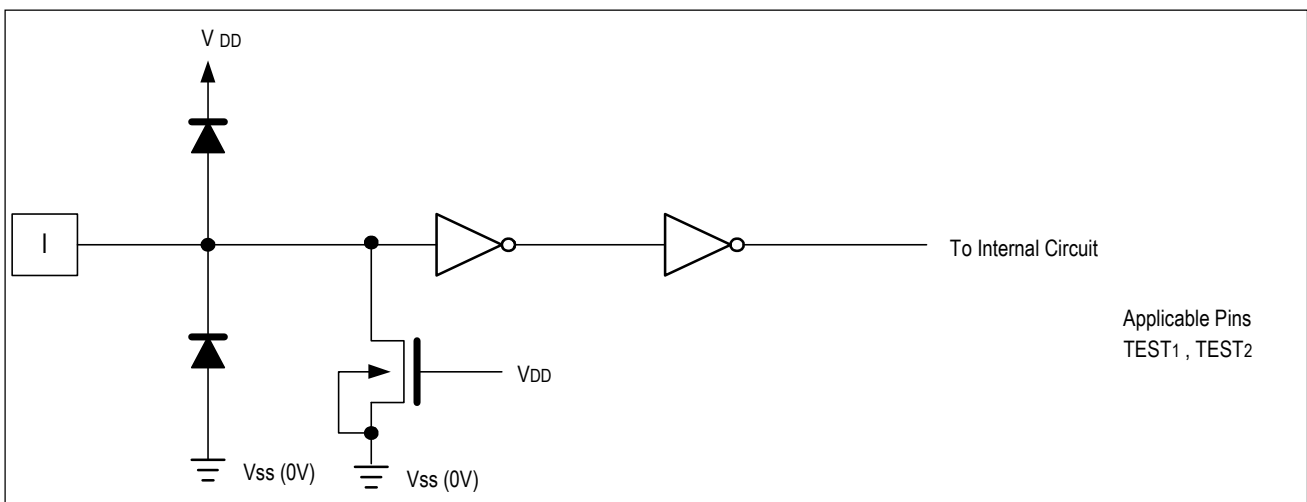 V DD
I
To Internal Circuit
Applicable Pins
TEST1 , TEST2
VDD
Vss (0V)
Vss (0V)